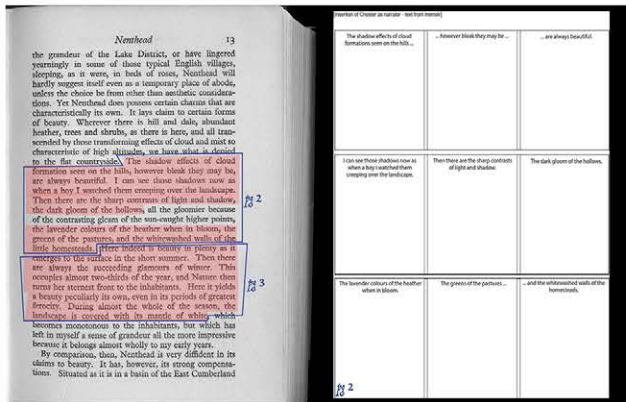 Nenthead 13
the grandeur of the Lake District, or have lingered
yearningly in some of those typical English villages,
sleeping, as it were, in beds of roses, Nenthead will
hardly suggest itself even as a temporary place of abode,
unless the choice be from other than aesthetic considera-
tions. Yet Nenthead does possess certain charms that are
characteristically its own. It lays claim to certain forms
of beauty. Wherever there is hill and dale, abundant
heather, trees and shrubs, as there is here, and all tran-
scended by those transforming effects of cloud and mist so
characteristic of high altitudes, we have what is denied
to the flat countryside. The shadow effects of cloud
formation seen on the hills, however bleak they may be,
are always beautiful. I can see those shadows now as
when a boy I watched them creeping over the landscape.
Then there are the sharp contrasts of light and shadow,
the dark gloom of the hollows, all the gloomier because
of the contrasting gleam of the sun-caught higher points,
the lavender colours of the heather when in bloom, the
greens of the pastures, and the whitewashed walls of the
little homesteads. Here indeed is beauty in plenty as it
emerges to the surface in the short summer. Then there
are always the succeeding glamours of winter. This
occupies almost two-thirds of the year, and Nature then
turns her sternest front to the inhabitants. Here it yields
a beauty peculiarly its own, even in its periods of greatest
ferocity. During almost the whole of the season, the
landscape is covered with its mantle of white, which
becomes monotonous to the inhabitants, but which has
left in myself a sense of grandeur all the more impressive
because it belongs almost wholly to my early years.
By comparison, then, Nenthead is very diffident in its
claims to beauty. It has, however, its strong compensa-
tions. Situated as it is in a basin of the East Cumberland
pg 2
pg 3
as narrator - text from memoir]
The shadow effects of cloud
formations seen on the hills ...
... however bleak they may be ...
... are always beautiful.
I can see those shadows now as
when a boy I watched them
creeping over the landscape.
Then there are the sharp contrasts
of light and shadow.
The dark gloom of the hollows.
The lavender colours of the heather
when in bloom.
The greens of the pastures ...
... and the whitewashed walls of the
homesteads.
pg 2